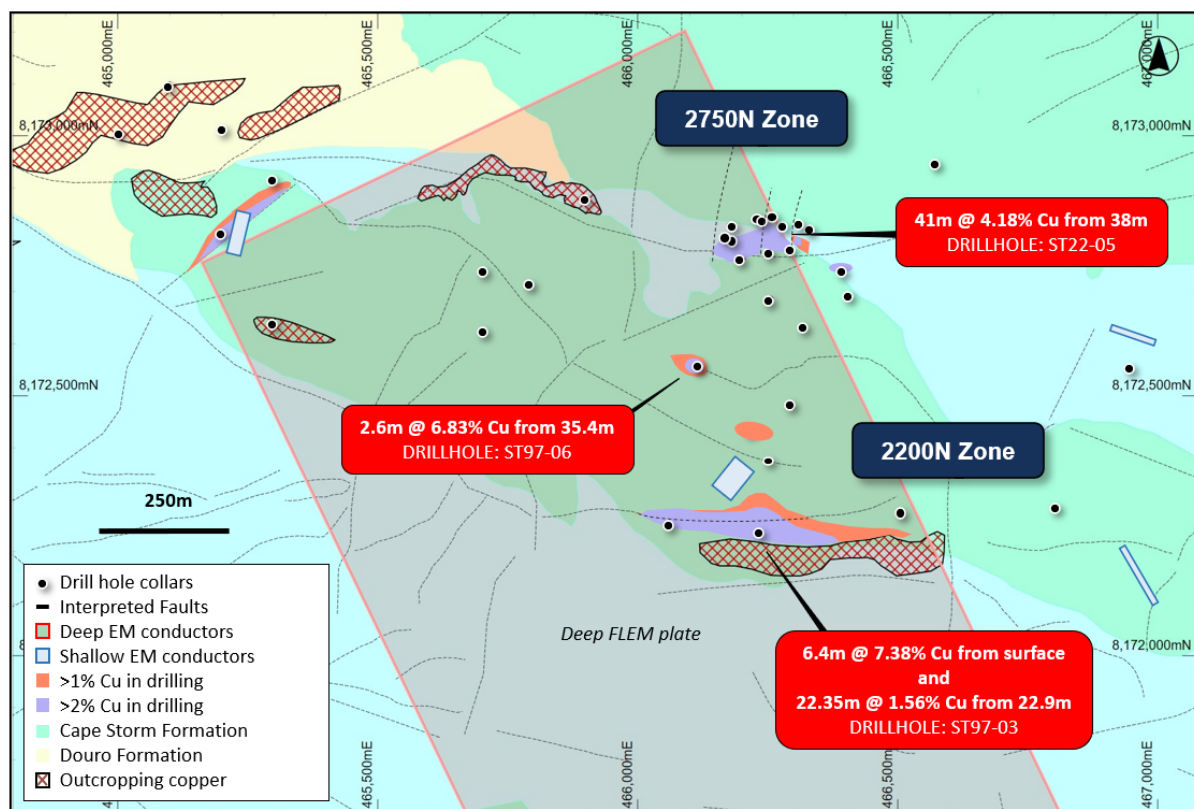 465,000mE
465,500mE
466,000mE
466,500mE
8,173,000mN
8,173,000mN
2750N Zone
41m @ 4.18% Cu from 38m
DRILLHOLE: ST22-05
8,172,500mN
8,172,500mN
2.6m @ 6.83% Cu from 35.4m
DRILLHOLE: ST97-06
2200N Zone
250m
Drill hole collars
Interpreted Faults
Deep EM conductors
Shallow EM conductors
>1% Cu in drilling
>2% Cu in drilling
Cape Storm Formation
Douro Formation
Outcropping copper
Deep FLEM plate
8,172,000mN
6.4m @ 7.38% Cu from surface
and
22.35m @ 1.56% Cu from 22.9m
DRILLHOLE: ST97-03
465,000mE
465,500mE
466,000mE
466,500mE
467,000mE